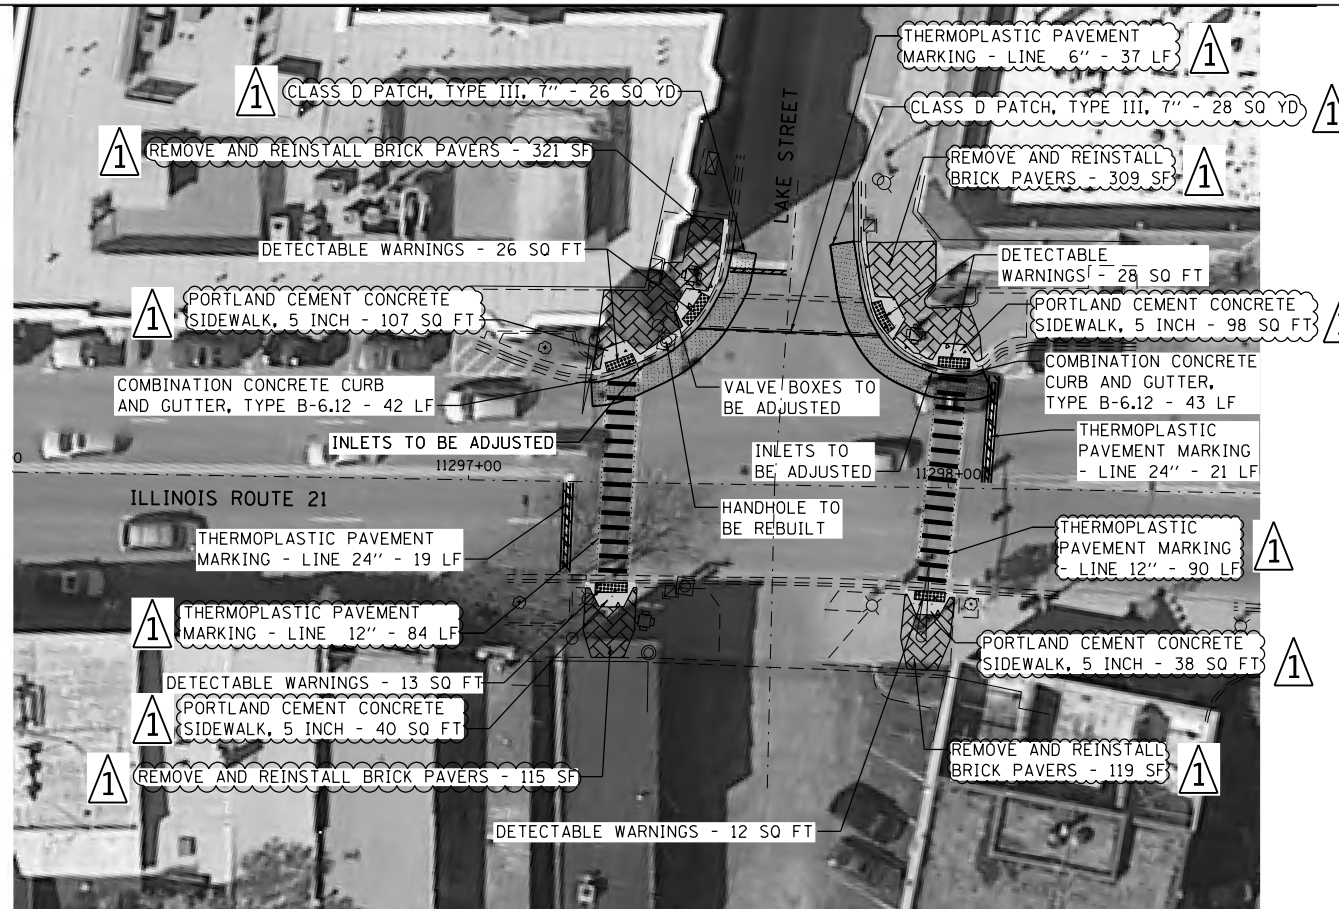 THERMOPLASTIC PAVEMENT
MARKING - LINE 6" - 37 LF
1
1
CLASS D PATCH, TYPE III, 7" - 26 SQ YD
CLASS D PATCH, TYPE III, 7" - 28 SQ YD
1
1
REMOVE AND REINSTALL BRICK PAVERS - 321 SF
LAKE STREET
REMOVE AND REINSTALL
BRICK PAVERS - 309 SF
1
DETECTABLE WARNINGS - 26 SQ FT
DETECTABLE
WARNINGS - 28 SQ FT
1
PORTLAND CEMENT CONCRETE
SIDEWALK, 5 INCH - 107 SQ FT
PORTLAND CEMENT CONCRETE
SIDEWALK, 5 INCH - 98 SQ FT
COMBINATION CONCRETE CURB
AND GUTTER, TYPE B-6.12 - 42 LF
VALVE BOXES TO
BE ADJUSTED
COMBINATION CONCRETE
CURB AND GUTTER,
TYPE B-6.12 - 43 LF
INLETS TO BE ADJUSTED
INLETS TO
BE ADJUSTED
THERMOPLASTIC
PAVEMENT MARKING
- LINE 24" - 21 LF
0
11297+00
11298+00
ILLINOIS ROUTE 21
HANDHOLE TO
BE REBUILT
THERMOPLASTIC PAVEMENT
MARKING - LINE 24" - 19 LF
THERMOPLASTIC
PAVEMENT MARKING
- LINE 12" - 90 LF
1
1
THERMOPLASTIC PAVEMENT
MARKING - LINE 12" - 84 LF
PORTLAND CEMENT CONCRETE
SIDEWALK, 5 INCH - 38 SQ FT
1
DETECTABLE WARNINGS - 13 SQ FT
1
PORTLAND CEMENT CONCRETE
SIDEWALK, 5 INCH - 40 SQ FT
1
REMOVE AND REINSTALL BRICK PAVERS - 115 SF
REMOVE AND REINSTALL
BRICK PAVERS - 119 SF
1
DETECTABLE WARNINGS - 12 SQ FT